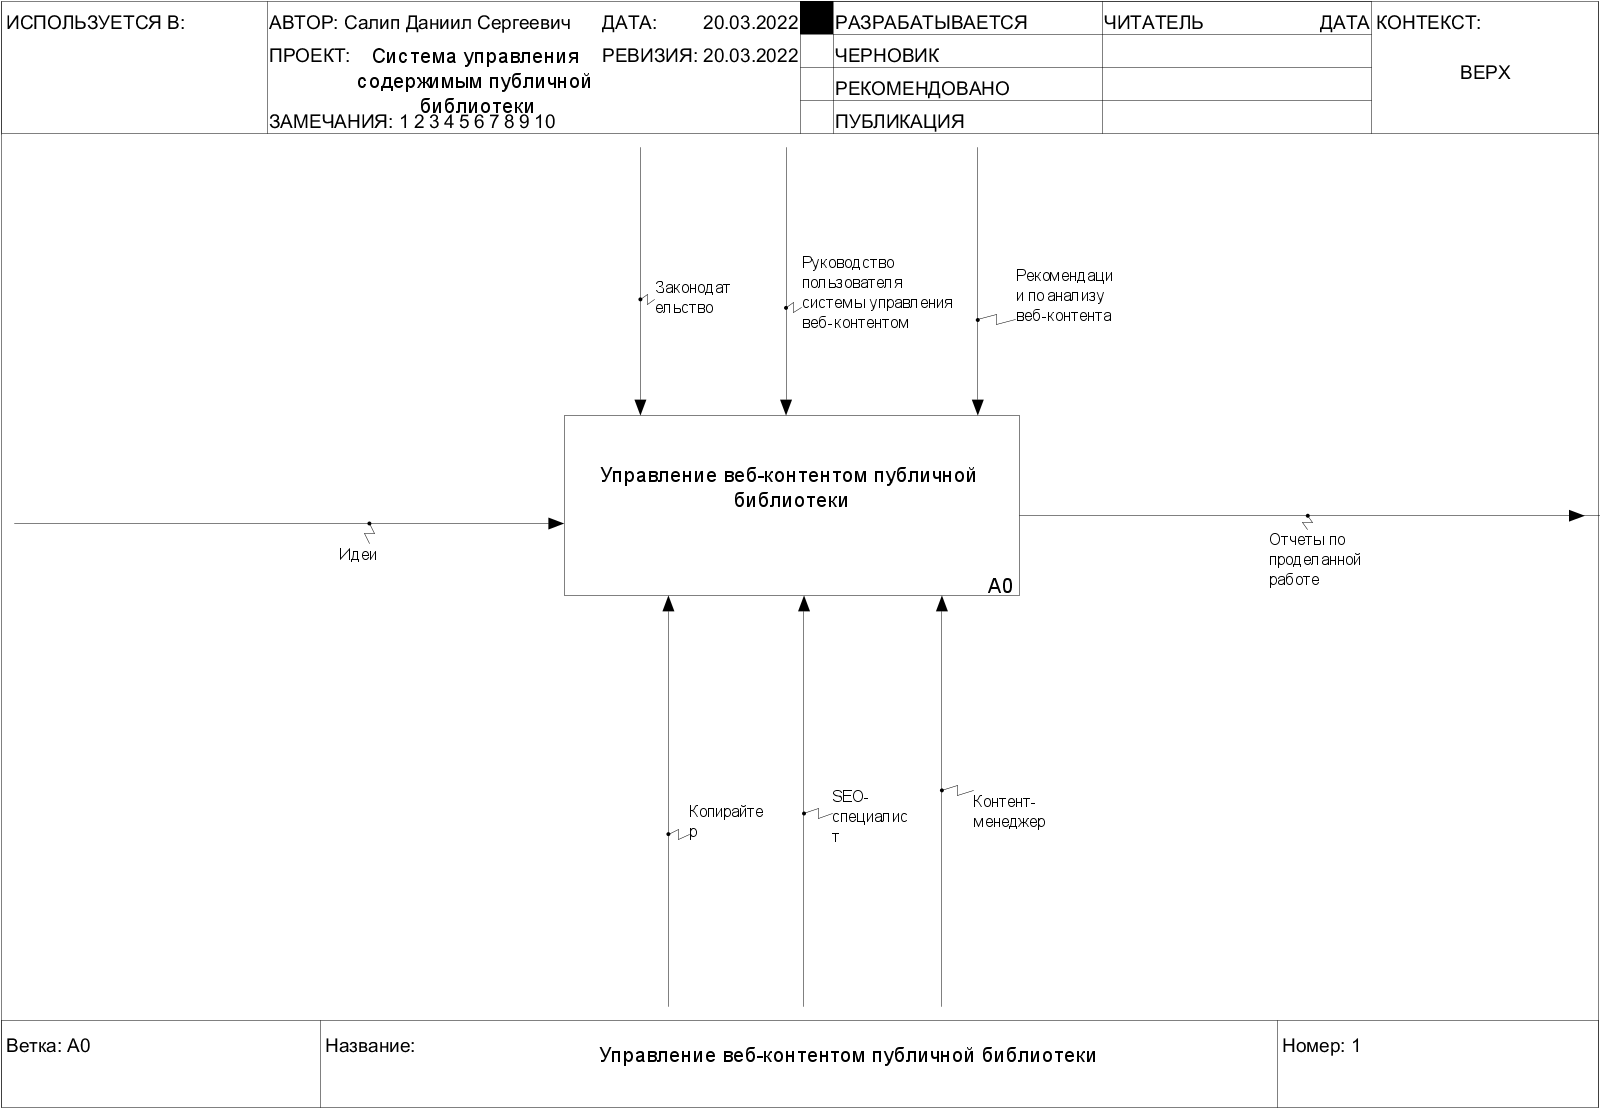 ИСПОЛЬЗУЕТСЯ В:
АВТОР: Салип Даниил Сергеевич
ДАТА: 20.03.2022
ПРОЕКТ: Система управления
содержимым публичной
библиотеки
РЕВИЗИЯ: 20.03.2022
ЗАМЕЧАНИЯ: 1 2 3 4 5 6 7 8 9 10
РАЗРАБАТЫВАЕТСЯ
ЧЕРНОВИК
РЕКОМЕНДОВАНО
ПУБЛИКАЦИЯ
ЧИТАТЕЛЬ
ДАТА
КОНТЕКСТ:
ВЕРХ
Законодат
ельство
Руководство
пользователя
системы управления
веб-контентом
Рекомендаци
и по анализу
веб-контента
Управление веб-контентом публичной
библиотеки
A0
Идеи
Отчеты по
проделанной
работе
Копирайте
р
SEO-
специалис
т
Контент-
менеджер
Ветка: A0
Название:
Управление веб-контентом публичной библиотеки
Номер: 1